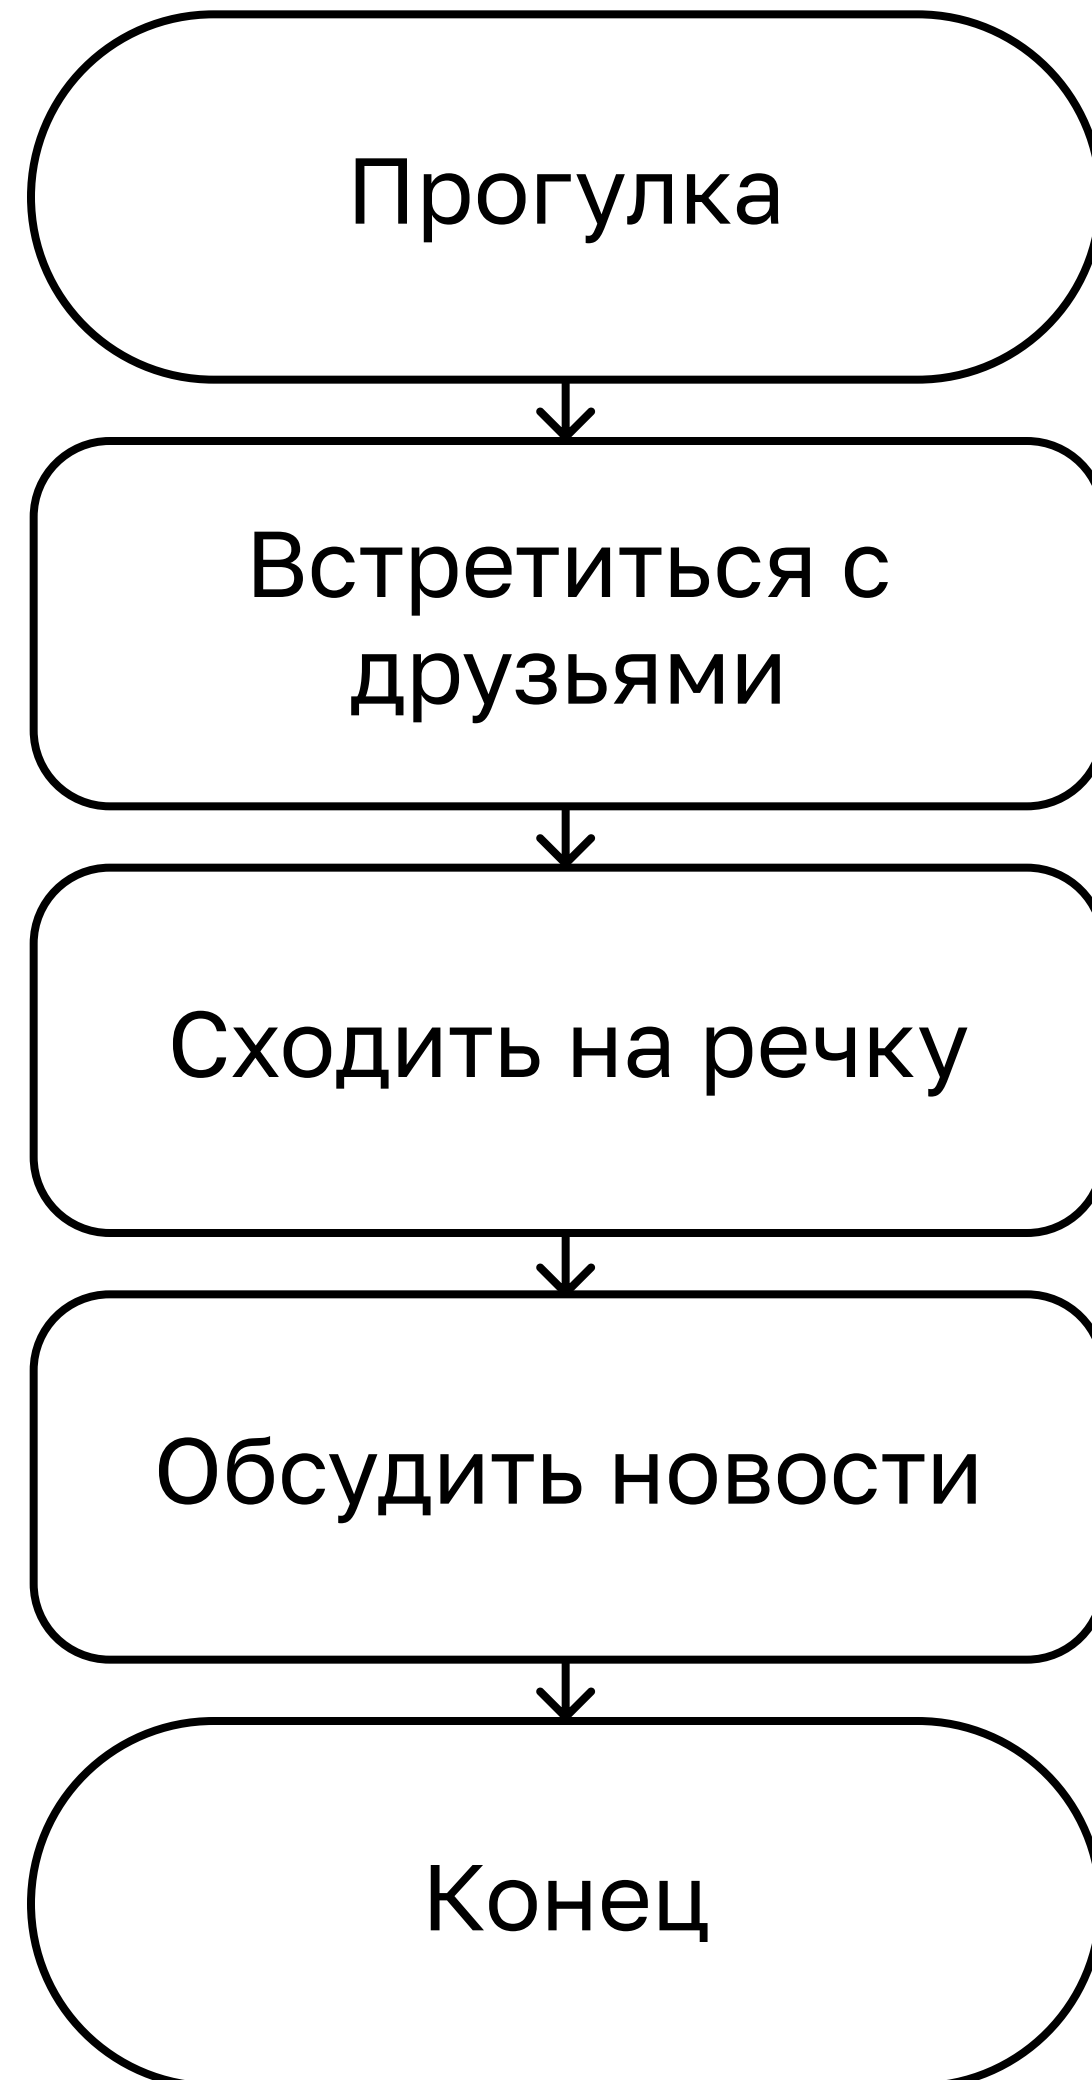 Прогулка
Встретиться с
друзьями
Сходить на речку
Обсудить новости
Конец